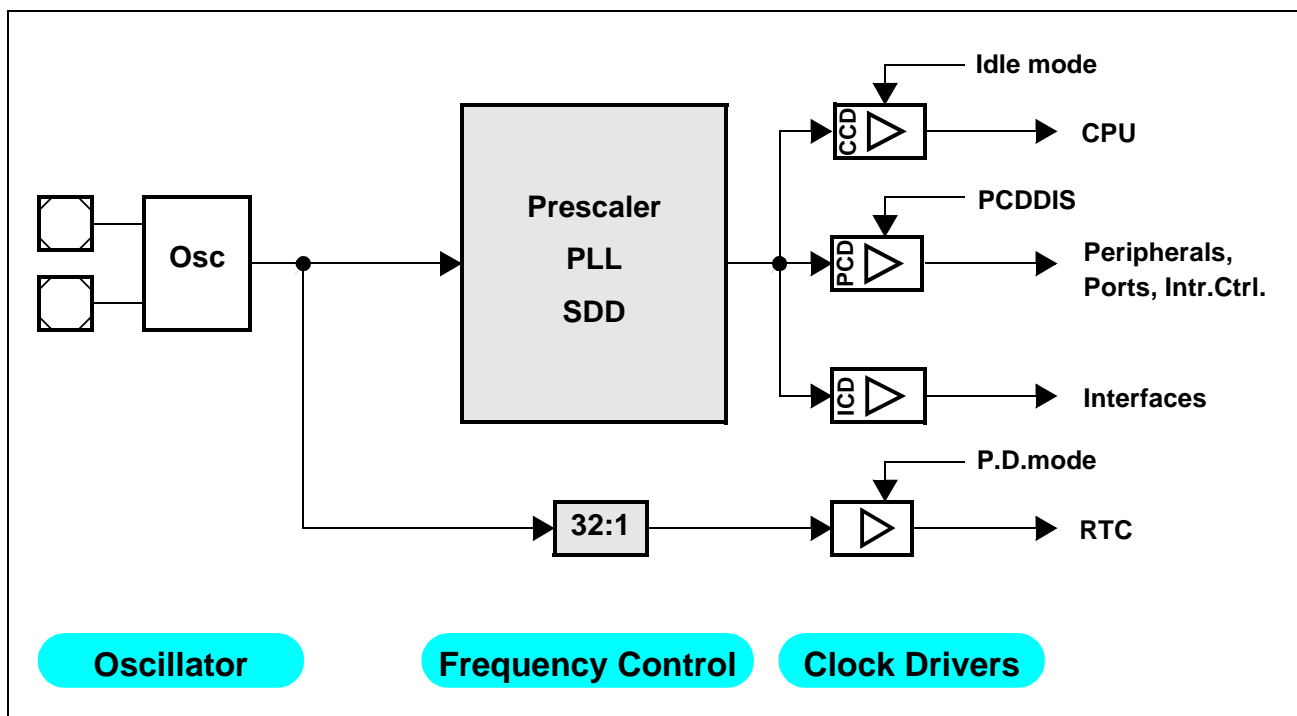 Idle mode
CCD
CPU
PCDDIS
Osc
Prescaler
PLL
SDD
PCD
Peripherals,
Ports, Intr.Ctrl.
ICD
Interfaces
P.D.mode
32:1
RTC
Oscillator
Frequency Control
Clock Drivers